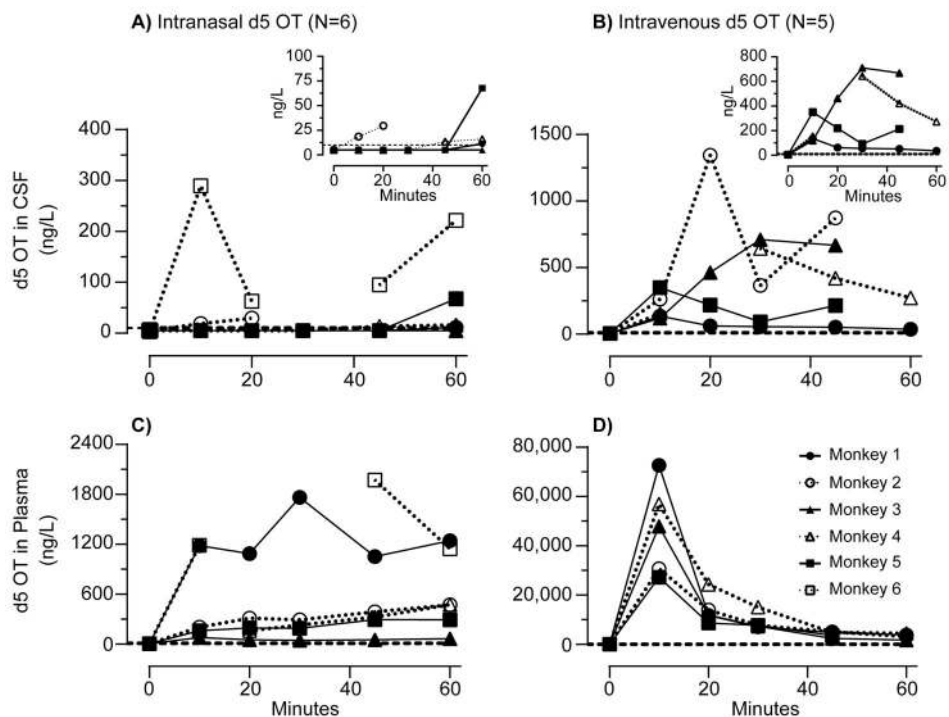 A) Intranasal d5 OT (N=6)
B) Intravenous d5 OT (N=5)
100
75
50
25
0
ng/L
0 20 40 60
Minutes
800
600
400
200
0
ng/L
0 20 40 60
Minutes
400
300
200
100
0
d5 OT in CSF
(ng/L)
0 20 40 60
1500
1000
500
0
0 20 40 60
C)
2400
1800
1200
600
0
d5 OT in Plasma
(ng/L)
0 20 40 60
Minutes
D)
80,000
60,000
40,000
20,000
0
0 20 40 60
Minutes
Monkey 1
Monkey 2
Monkey 3
Monkey 4
Monkey 5
Monkey 6